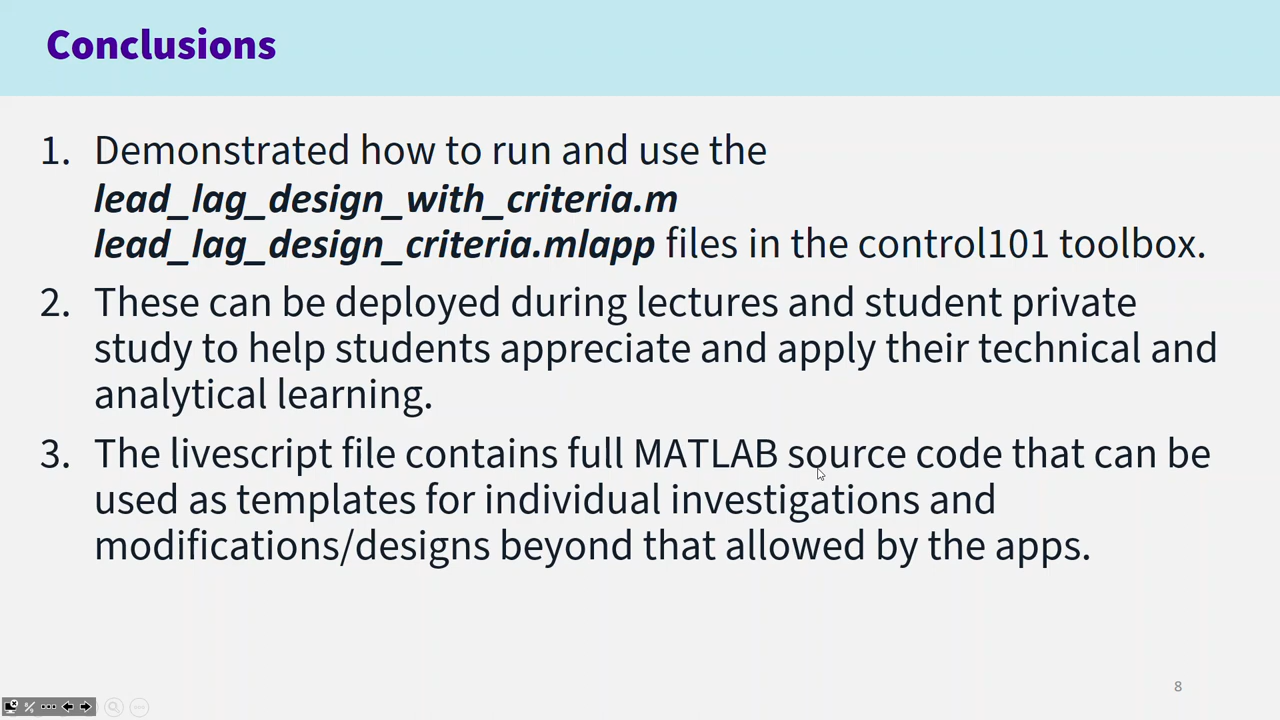 Conclusions
1. Demonstrated how to run and use the
lead_lag_design_with_criteria.m
lead_lag_design_criteria.mlapp files in the control101 toolbox.
2. These can be deployed during lectures and student private
study to help students appreciate and apply their technical and
analytical learning.
3. The livescript file contains full MATLAB source code that can be
used as templates for individual investigations and
modifications/designs beyond that allowed by the apps.
8